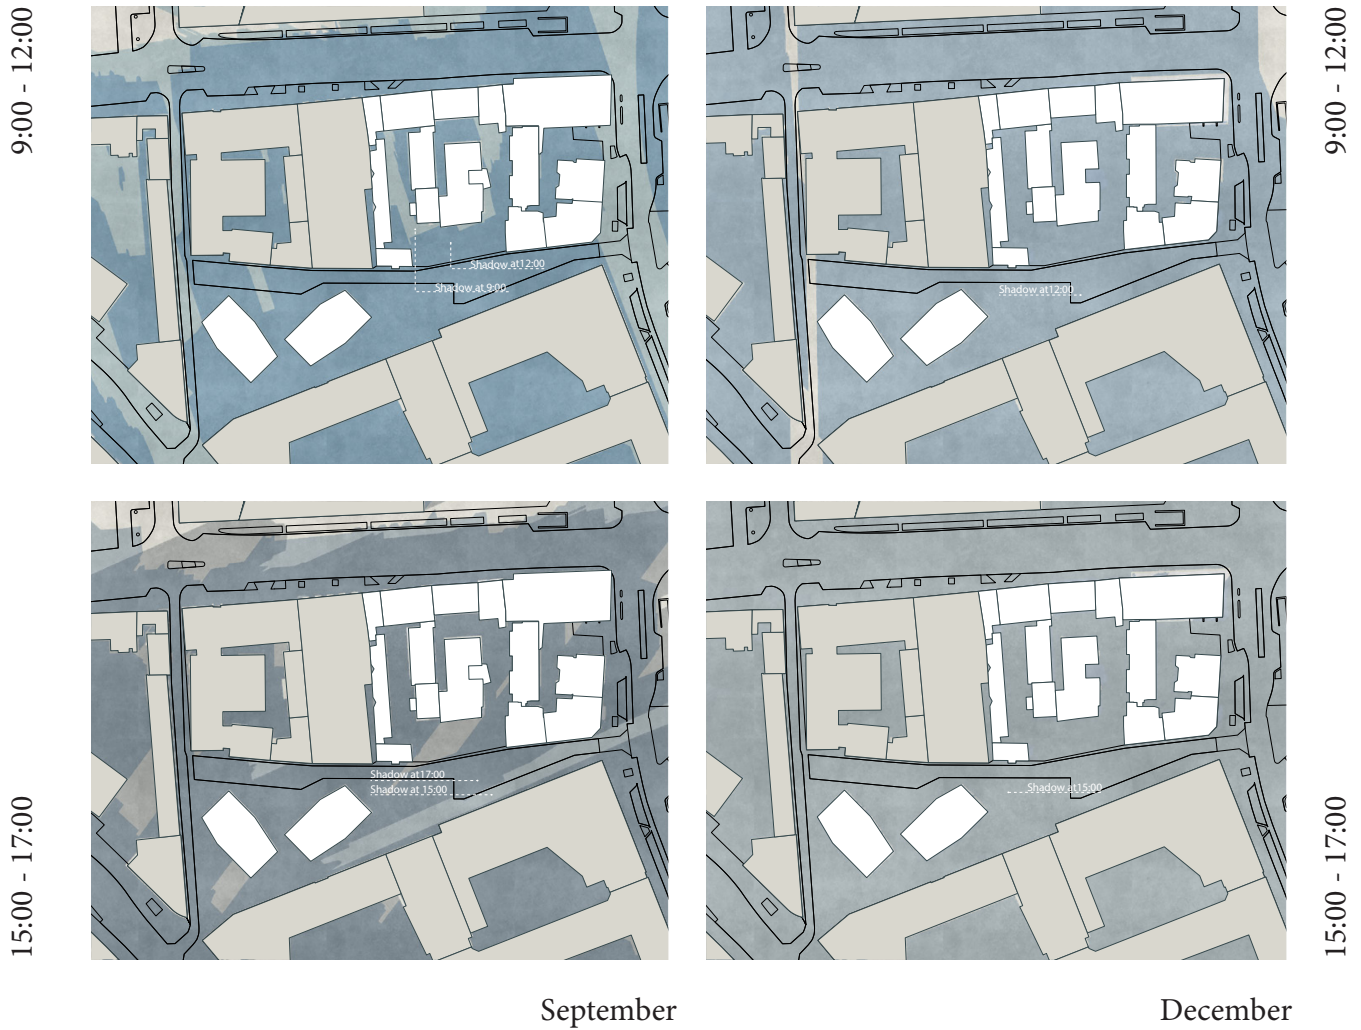 9:00 - 12:00
9:00 - 12:00
Shadow at12:00
Shadow at 9:00
Shadow at12:00
15:00 - 17:00
15:00 - 17:00
Shadow at17:00
Shadow at 15:00
Shadow at15:00
September
December